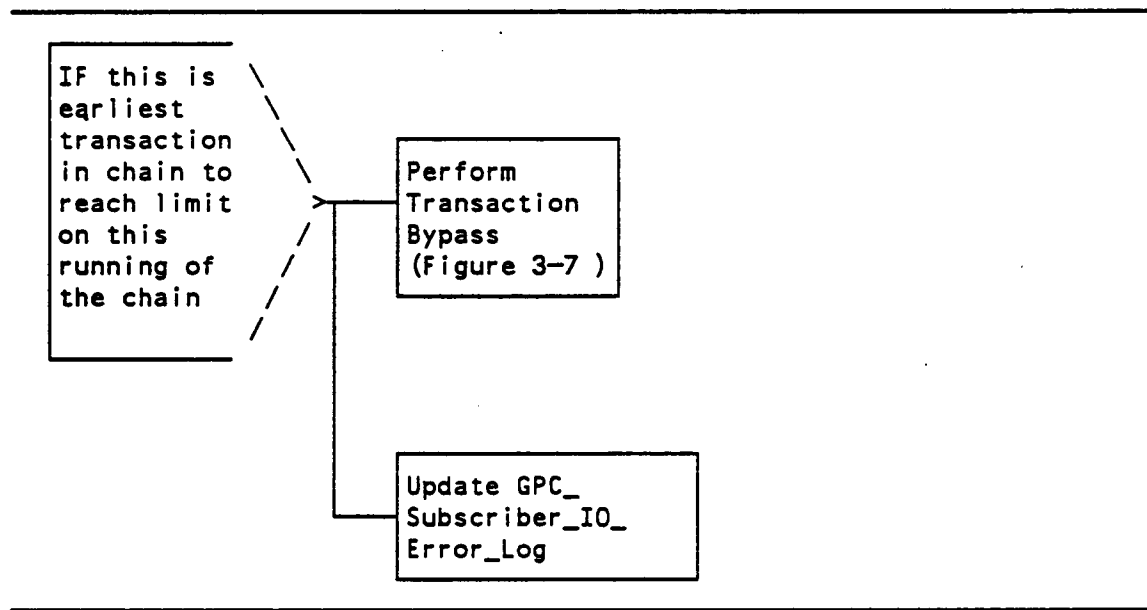 IF this is
earliest
transaction
in chain to
reach limit
on this
running of
the chain
Perform
Transaction
Bypass
(Figure 3-7 )
Update GPC_
Subscriber_IO_
Error_Log